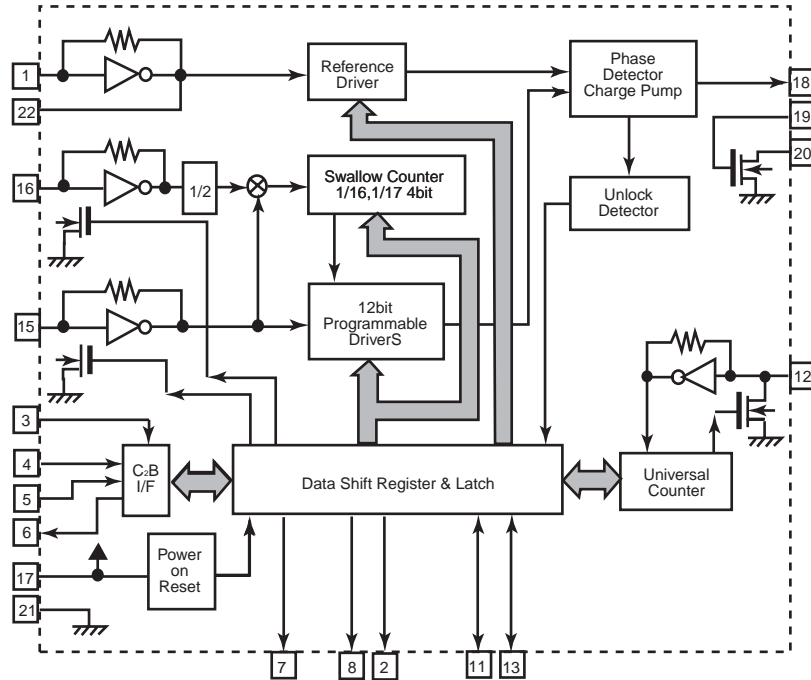 1
22
16
15
3
4
5
6
17
21
Reference
Driver
Phase
Detector
Charge Pump
18
19
20
1/2
Swallow Counter
1/16,1/17 4bit
Unlock
Detector
12bit
Programmable
DriverS
12
C2B
I/F
Data Shift Register & Latch
Universal
Counter
Power
on
Reset
7
8
2
11
13